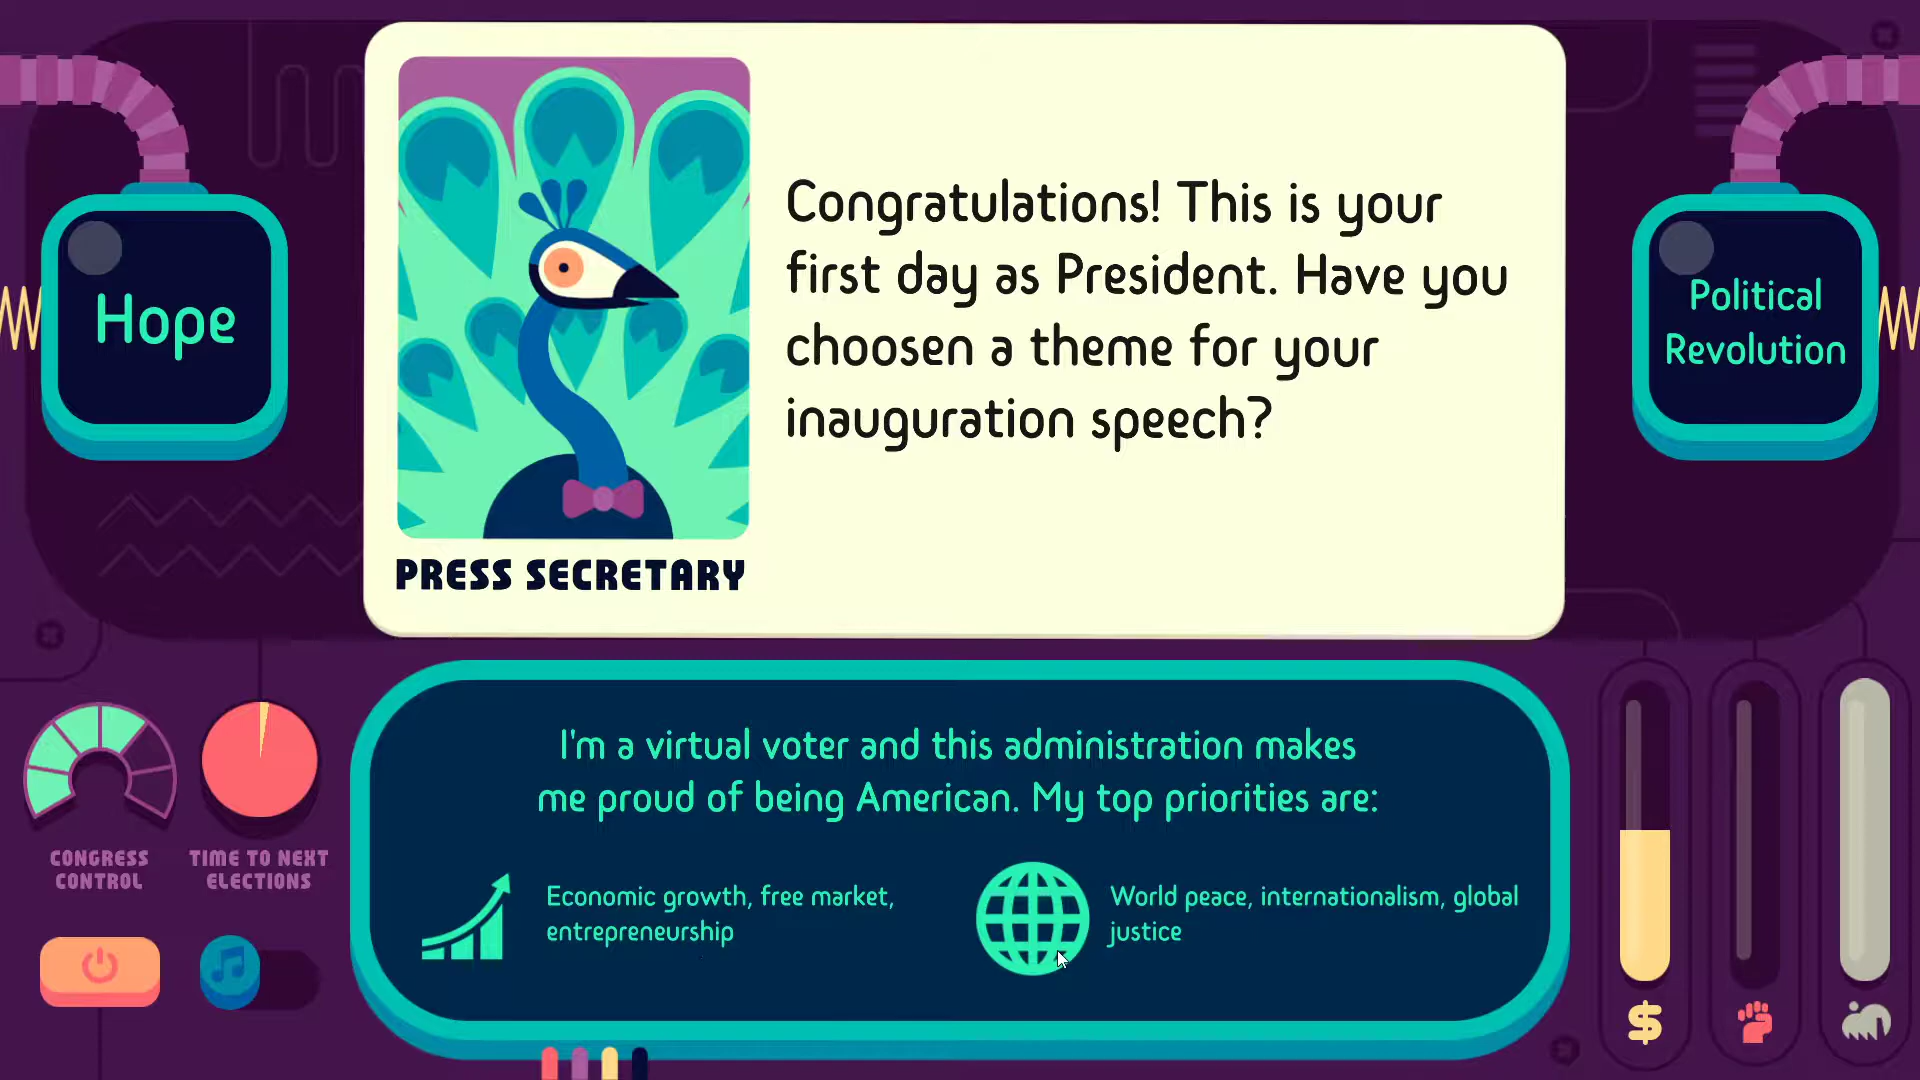 Hope
Congratulations! This is your
first day as President. Have you
choosen a theme for your
inauguration speech?
PRESS SECRETARY
Political
Revolution
I'm a virtual voter and this administration makes
me proud of being American. My top priorities are:
Economic growth, free market,
entrepreneurship
World peace, internationalism, global
justice
CONGRESS
CONTROL
TIME TO NEXT
ELECTIONS
$